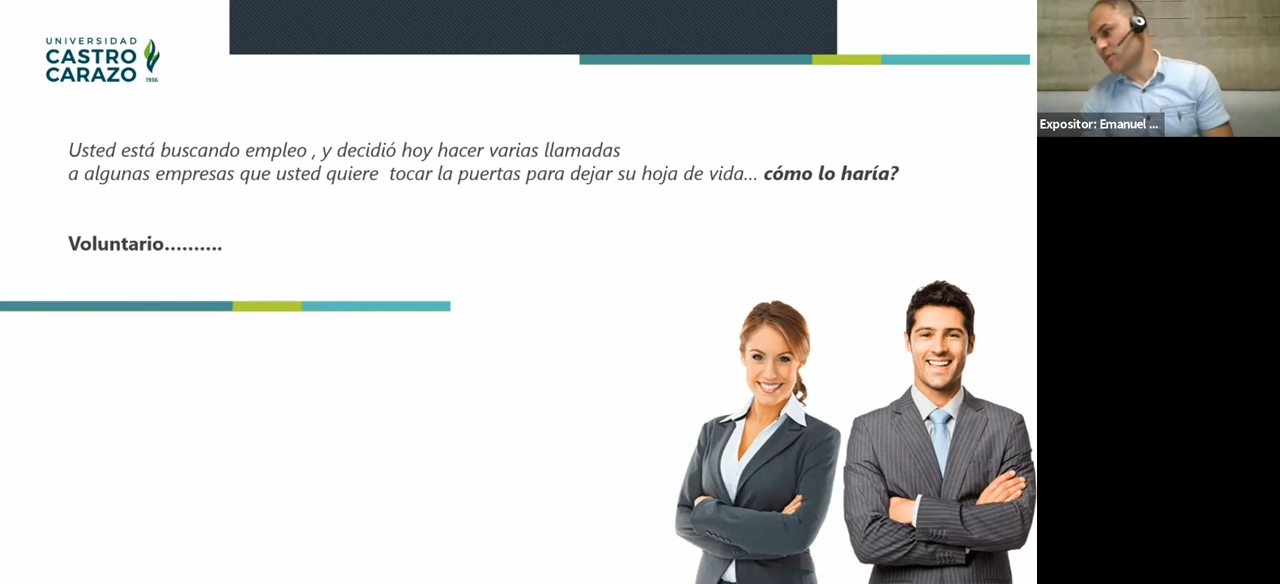 UNIVERSIDAD
CASTRO
CARAZO
1936
Expositor: Emanuel ...
Usted está buscando empleo , y decidió hoy hacer varias llamadas
a algunas empresas que usted quiere tocar la puertas para dejar su hoja de vida... cómo lo haría?
Voluntario..........